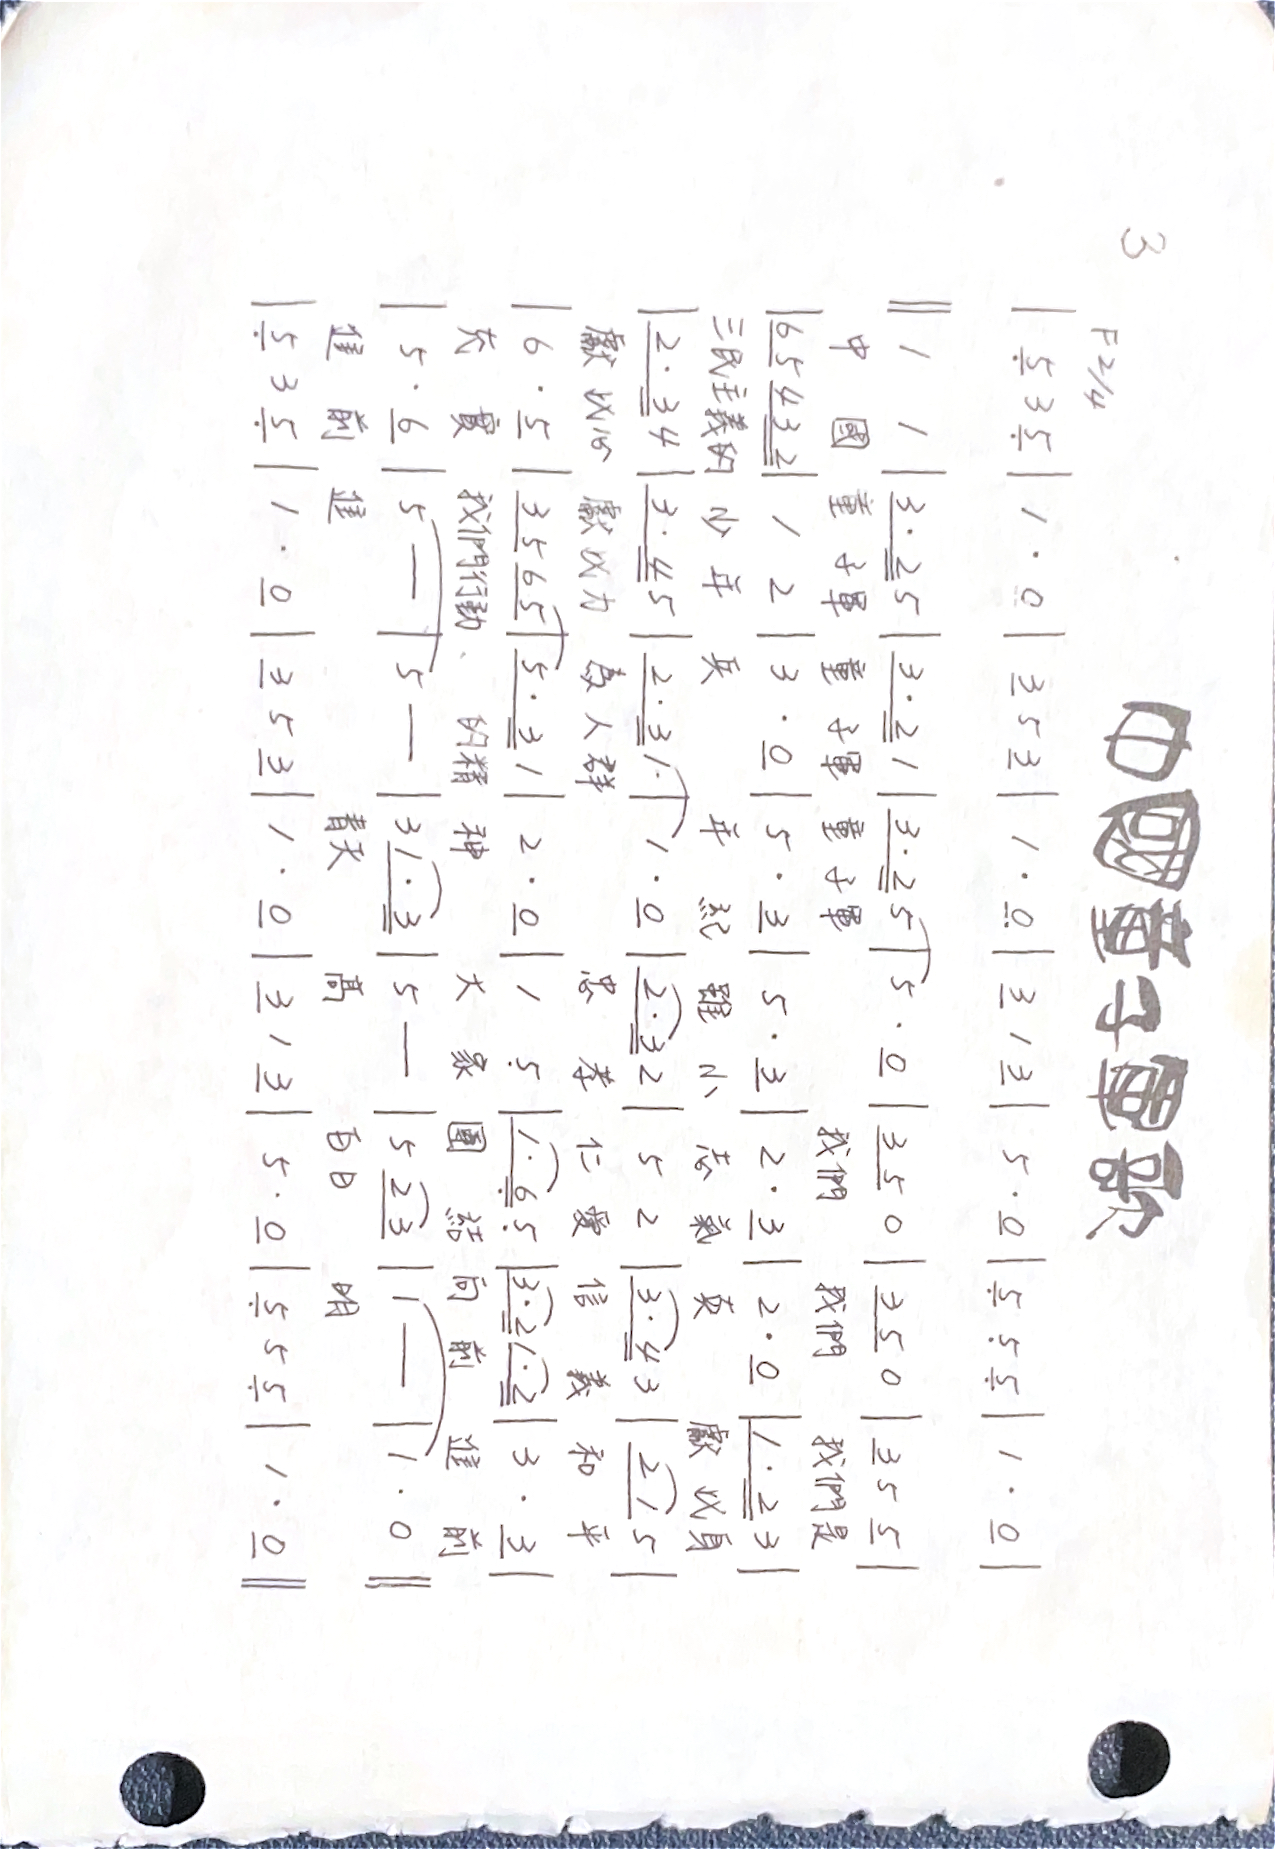 中國童子軍歌
3
F 2/4
| 5 3 5 | 1 · 0 | 3 5 3 | 1 · 0 | 3 1 3 | 5 · 0 | 5 5 5 | 1 · 0 |
‖ 1 1 | 3 · 2 5 | 3 · 2 1 | 3 · 2 5 | 5 · 0 | 3 5 0 | 3 5 0 | 3 5 5 |
中 國 童 子軍 童 子軍 童 子軍 我們 我們 我們是
| 6 5 4 3 2 | 1 2 | 3 · 0 | 5 · 3 | 5 · 3 | 2 · 3 | 2 · 0 | 1 · 2 3 |
三民主義的 少 年 兵 年 紀 雖 小 志 氣 真 獻 此身
| 2 · 3 4 | 3 · 4 5 | 2 · 3 1 · | 1 · 0 | 2 · 3 2 | 5 2 | 3 · 4 3 | 2 1 5 |
獻 此心 獻此力 為人群 忠 孝 仁 愛 信 義 和 平
| 6 · 5 | 3 5 6 5 | 5 · 3 1 | 2 · 0 | 1 5 | 1 · 6 5 | 3 · 2 1 · 2 | 3 · 3 |
充 實 我們行動、 的精 神 大 家 團 結 向 前 進 前
| 5 · 6 | 5 — | 5 — | 3 1 · 3 | 5 — | 5 2 3 | 1 — | 1 · 0 ‖
進 前 進 青天 高 白日 明
| 5 3 5 | 1 · 0 | 3 5 3 | 1 · 0 | 3 1 3 | 5 · 0 | 5 5 5 | 1 · 0 ‖